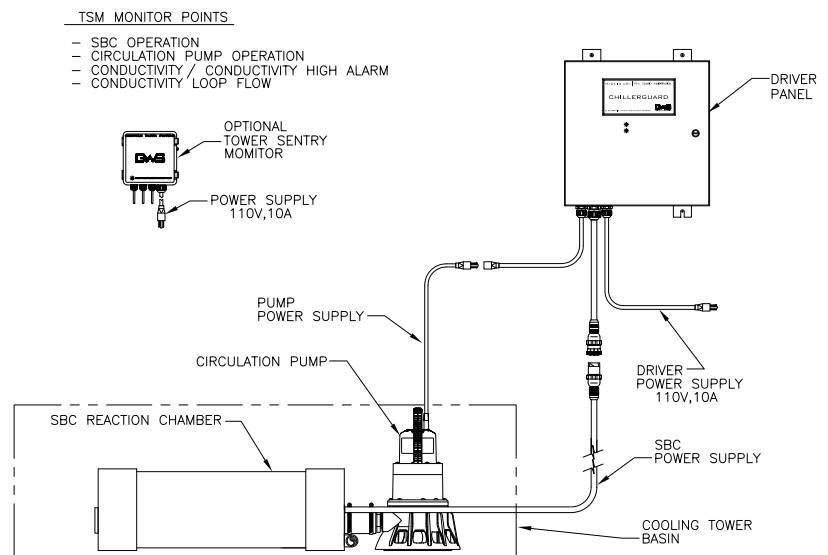 TSM MONITOR POINTS
- SBC OPERATION
- CIRCULATION PUMP OPERATION
- CONDUCTIVITY / CONDUCTIVITY HIGH ALARM
- CONDUCTIVITY LOOP FLOW
OPTIONAL
TOWER SENTRY
MOMITOR
GWS
POWER SUPPLY
110V,10A
CHILLERGUARD
GWS
DRIVER
PANEL
PUMP
POWER SUPPLY
CIRCULATION PUMP
DRIVER
POWER SUPPLY
110V,10A
SBC REACTION CHAMBER
SBC
POWER SUPPLY
COOLING TOWER
BASIN